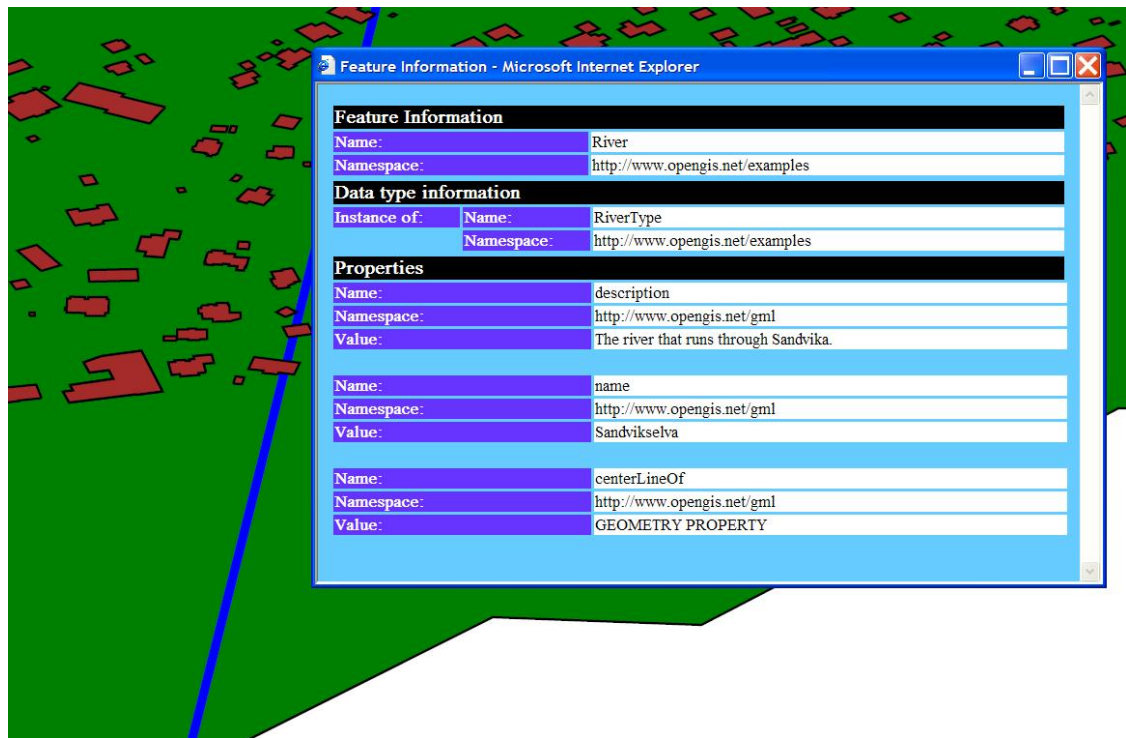 Feature Information - Microsoft Internet Explorer
Feature Information
Name: River
Namespace: http://www.opengis.net/examples
Data type information
Instance of: Name: RiverType
Namespace: http://www.opengis.net/examples
Properties
Name: description
Namespace: http://www.opengis.net/gml
Value: The river that runs through Sandvika.
Name: name
Namespace: http://www.opengis.net/gml
Value: Sandvikselva
Name: centerLineOf
Namespace: http://www.opengis.net/gml
Value: GEOMETRY PROPERTY